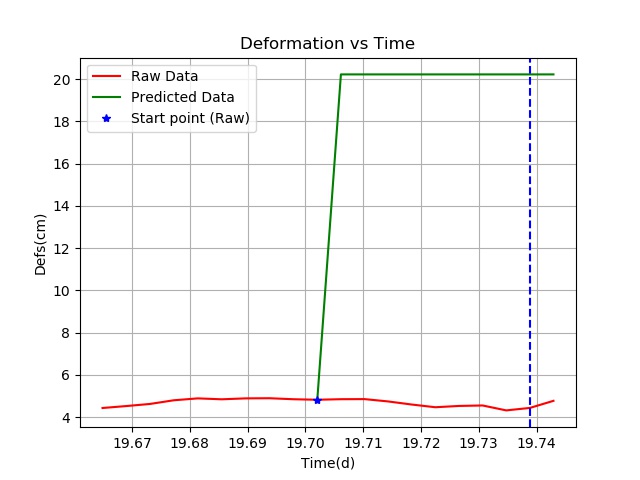 Deformation vs Time
Raw Data
Predicted Data
Start point (Raw)
20
18
16
14
12
10
8
6
4
Defs(cm)
19.67 19.68 19.69 19.70 19.71 19.72 19.73 19.74
Time(d)